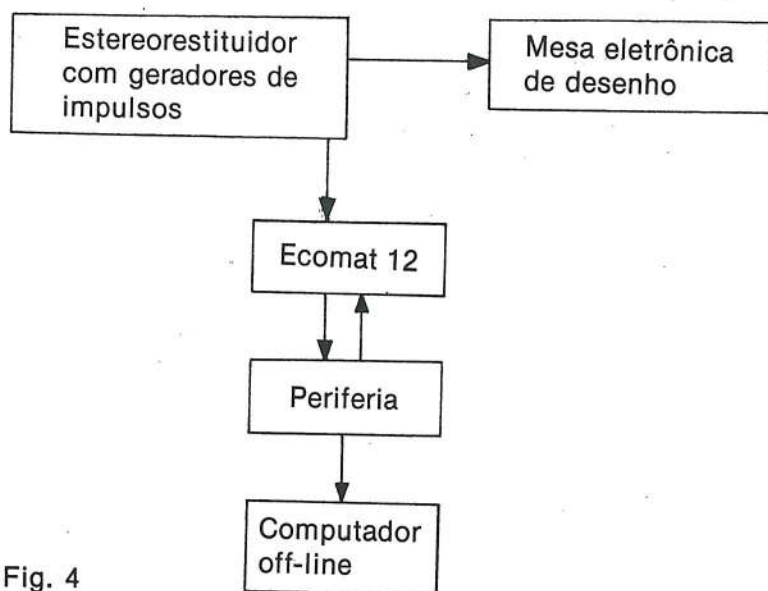 Estereorestituidor
com geradores de
impulsos
Mesa eletrônica
de desenho
Ecomat 12
Periferia
Computador
off-line
Fig. 4